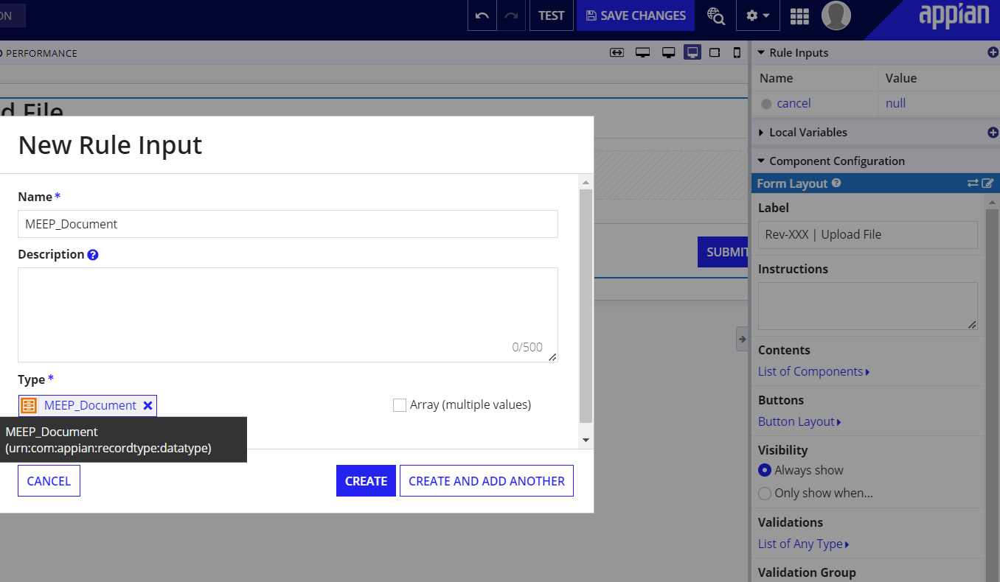 ON
TEST
SAVE CHANGES
appian
PERFORMANCE
Rule Inputs
Name
Value
cancel
null
Local Variables
Component Configuration
Form Layout
Label
Rev-XXX | Upload File
Instructions
Contents
List of Components
Buttons
Button Layout
Visibility
Always show
Only show when...
Validations
List of Any Type
Validation Group
d File
SUBMIT
New Rule Input
Name *
MEEP_Document
Description
0/500
Type *
MEEP_Document
Array (multiple values)
MEEP_Document
(urn:com:appian:recordtype:datatype)
CANCEL
CREATE
CREATE AND ADD ANOTHER